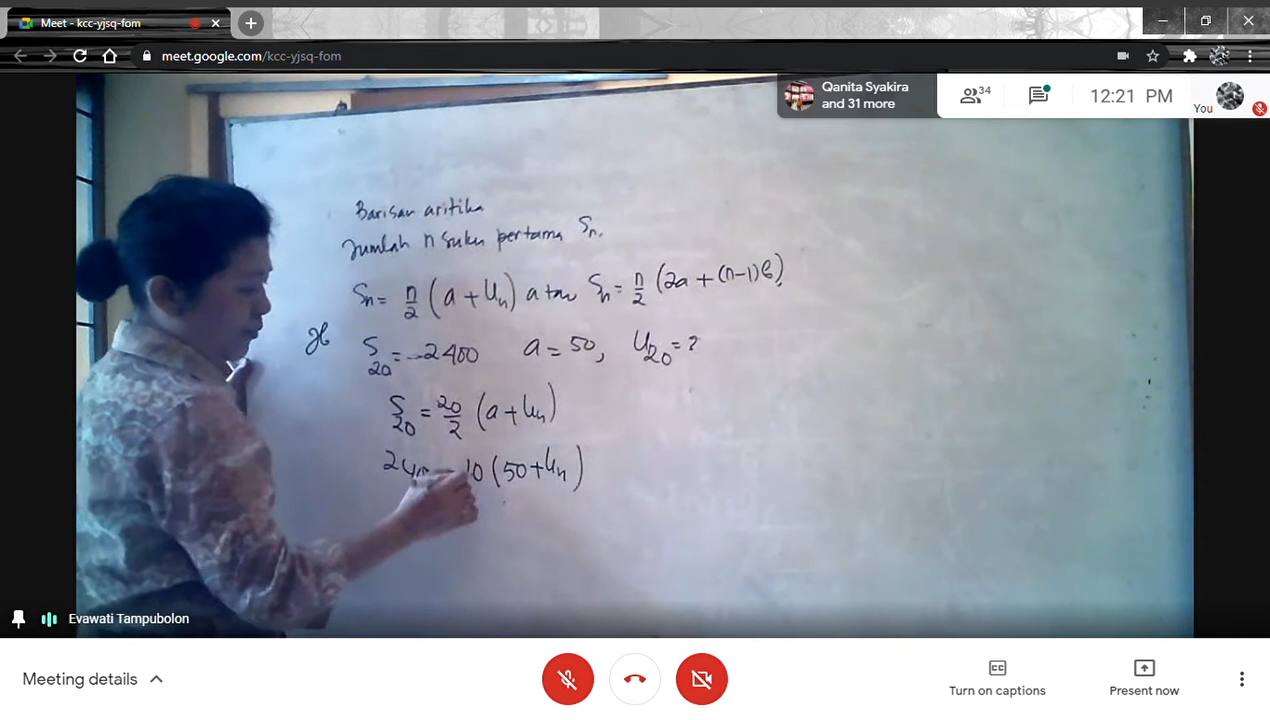 Meet - kcc-yjsq-fom
meet.google.com/kcc-yjsq-fom
Qanita Syakira
and 31 more
34
12:21 PM
You
Barisan aritika
Jumlah n suku pertama Sn.
Sn = n/2 (a + Un) atau Sn = n/2 (2a + (n-1)b)
S20 = -2400 a = 50, U20 = ?
S20 = 20/2 (a + Un)
10 (50 + Un)
Evawati Tampubolon
Meeting details
Turn on captions
Present now